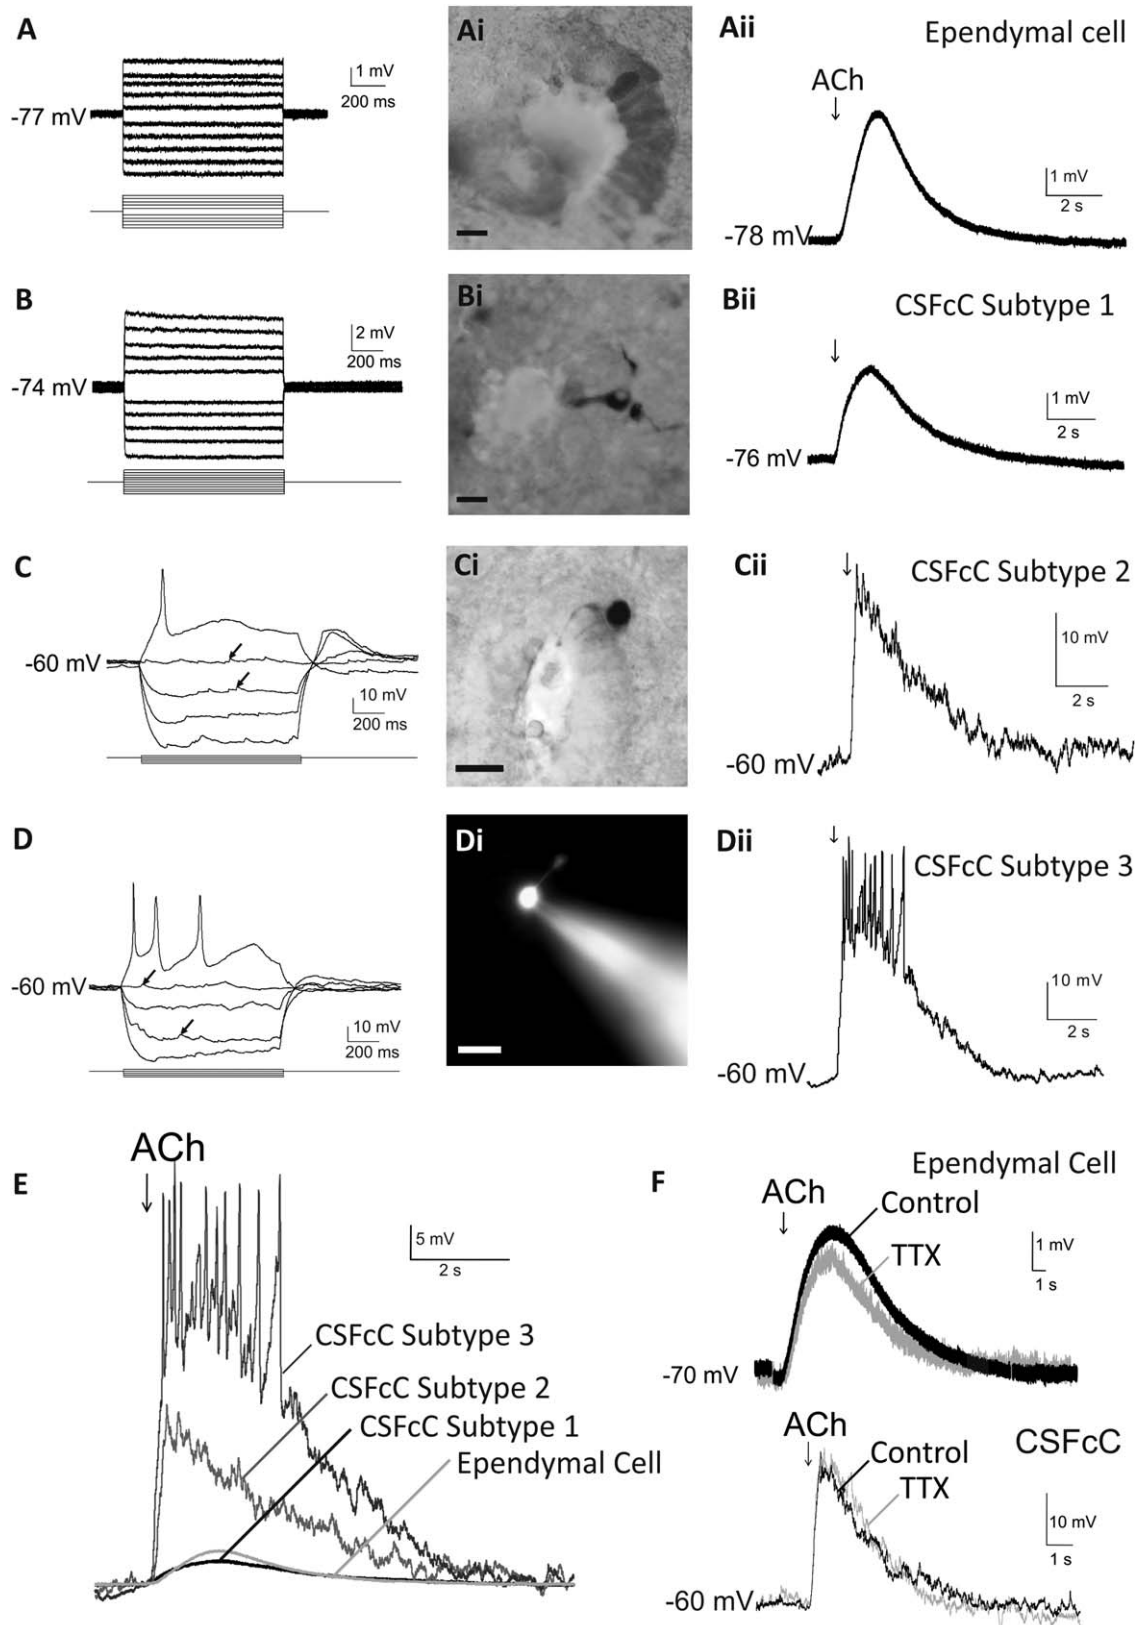 A
1 mV
200 ms
-77 mV
Ai
Aii
Ependymal cell
ACh
1 mV
2 s
-78 mV
B
2 mV
200 ms
-74 mV
Bi
Bii
CSFcC Subtype 1
1 mV
2 s
-76 mV
C
-60 mV
10 mV
200 ms
Ci
Cii
CSFcC Subtype 2
10 mV
2 s
-60 mV
D
-60 mV
10 mV
200 ms
Di
Dii
CSFcC Subtype 3
10 mV
2 s
-60 mV
E
ACh
5 mV
2 s
CSFcC Subtype 3
CSFcC Subtype 2
CSFcC Subtype 1
Ependymal Cell
F
Ependymal Cell
ACh
Control
TTX
1 mV
1 s
-70 mV
ACh
CSFcC
Control
TTX
10 mV
1 s
-60 mV